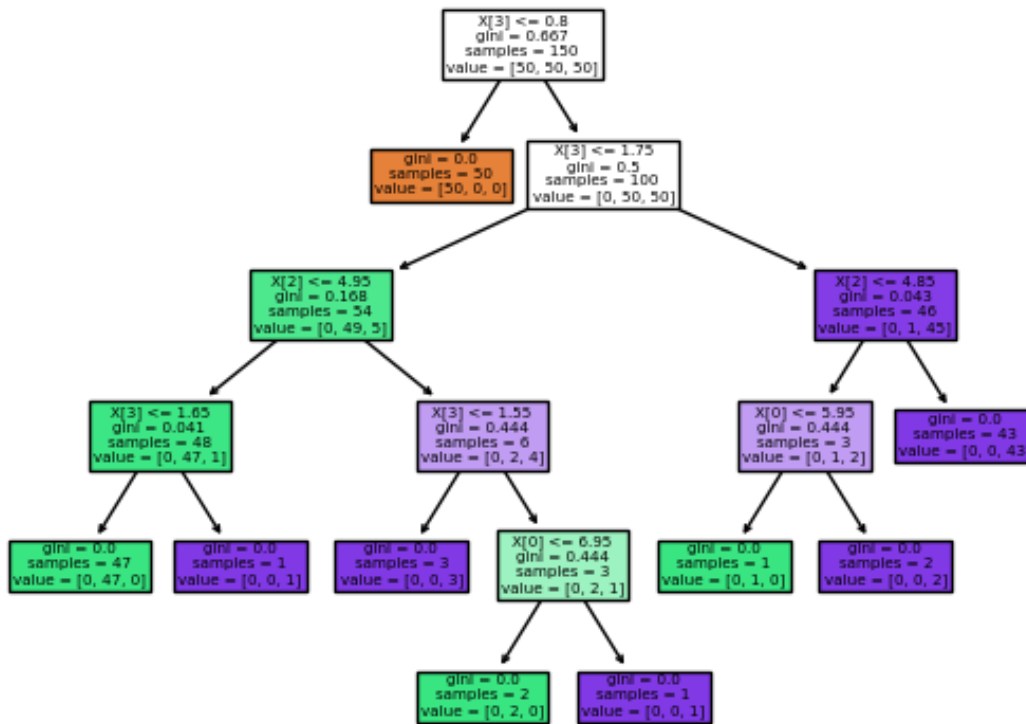 X[3] <= 0.8
gini = 0.667
samples = 150
value = [50, 50, 50]
gini = 0.0
samples = 50
value = [50, 0, 0]
X[3] <= 1.75
gini = 0.5
samples = 100
value = [0, 50, 50]
X[2] <= 4.95
gini = 0.168
samples = 54
value = [0, 49, 5]
X[2] <= 4.85
gini = 0.043
samples = 46
value = [0, 1, 45]
X[3] <= 1.65
gini = 0.041
samples = 48
value = [0, 47, 1]
X[3] <= 1.55
gini = 0.444
samples = 6
value = [0, 2, 4]
X[0] <= 5.95
gini = 0.444
samples = 3
value = [0, 1, 2]
gini = 0.0
samples = 43
value = [0, 0, 43]
gini = 0.0
samples = 47
value = [0, 47, 0]
gini = 0.0
samples = 1
value = [0, 0, 1]
gini = 0.0
samples = 3
value = [0, 0, 3]
X[0] <= 6.95
gini = 0.444
samples = 3
value = [0, 2, 1]
gini = 0.0
samples = 1
value = [0, 1, 0]
gini = 0.0
samples = 2
value = [0, 0, 2]
gini = 0.0
samples = 2
value = [0, 2, 0]
gini = 0.0
samples = 1
value = [0, 0, 1]